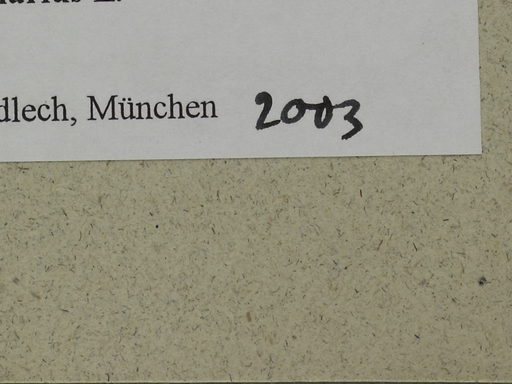 L.
dlech, München 2003